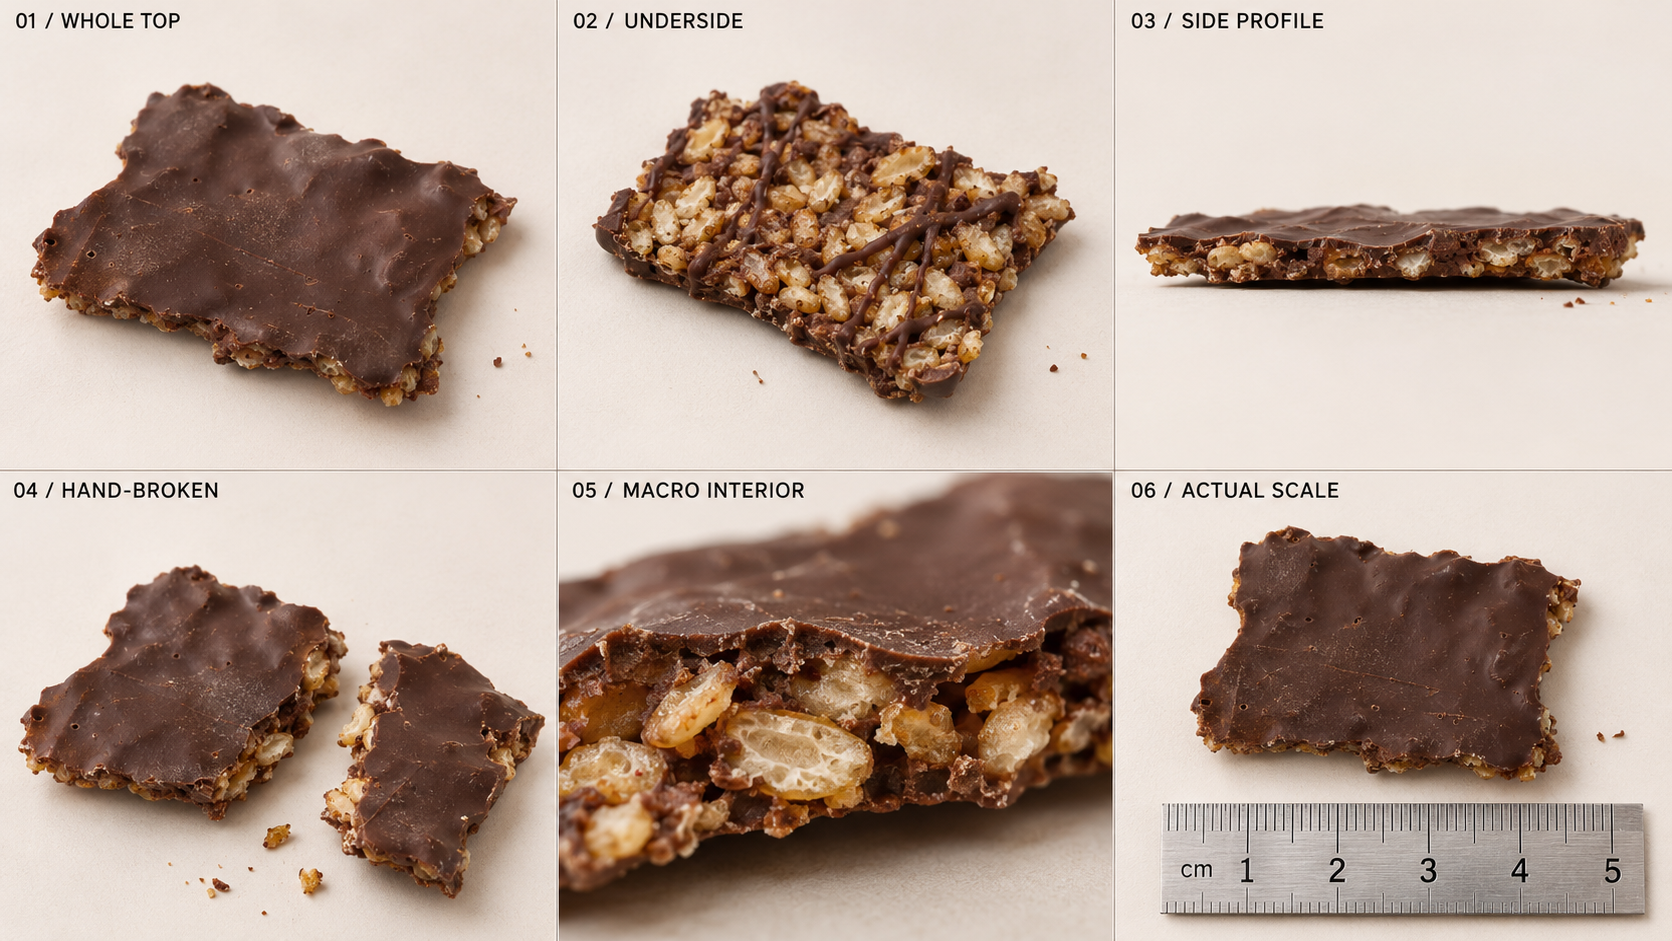 01 / WHOLE TOP
02 / UNDERSIDE
03 / SIDE PROFILE
04 / HAND-BROKEN
05 / MACRO INTERIOR
06 / ACTUAL SCALE
cm 1 2 3 4 5